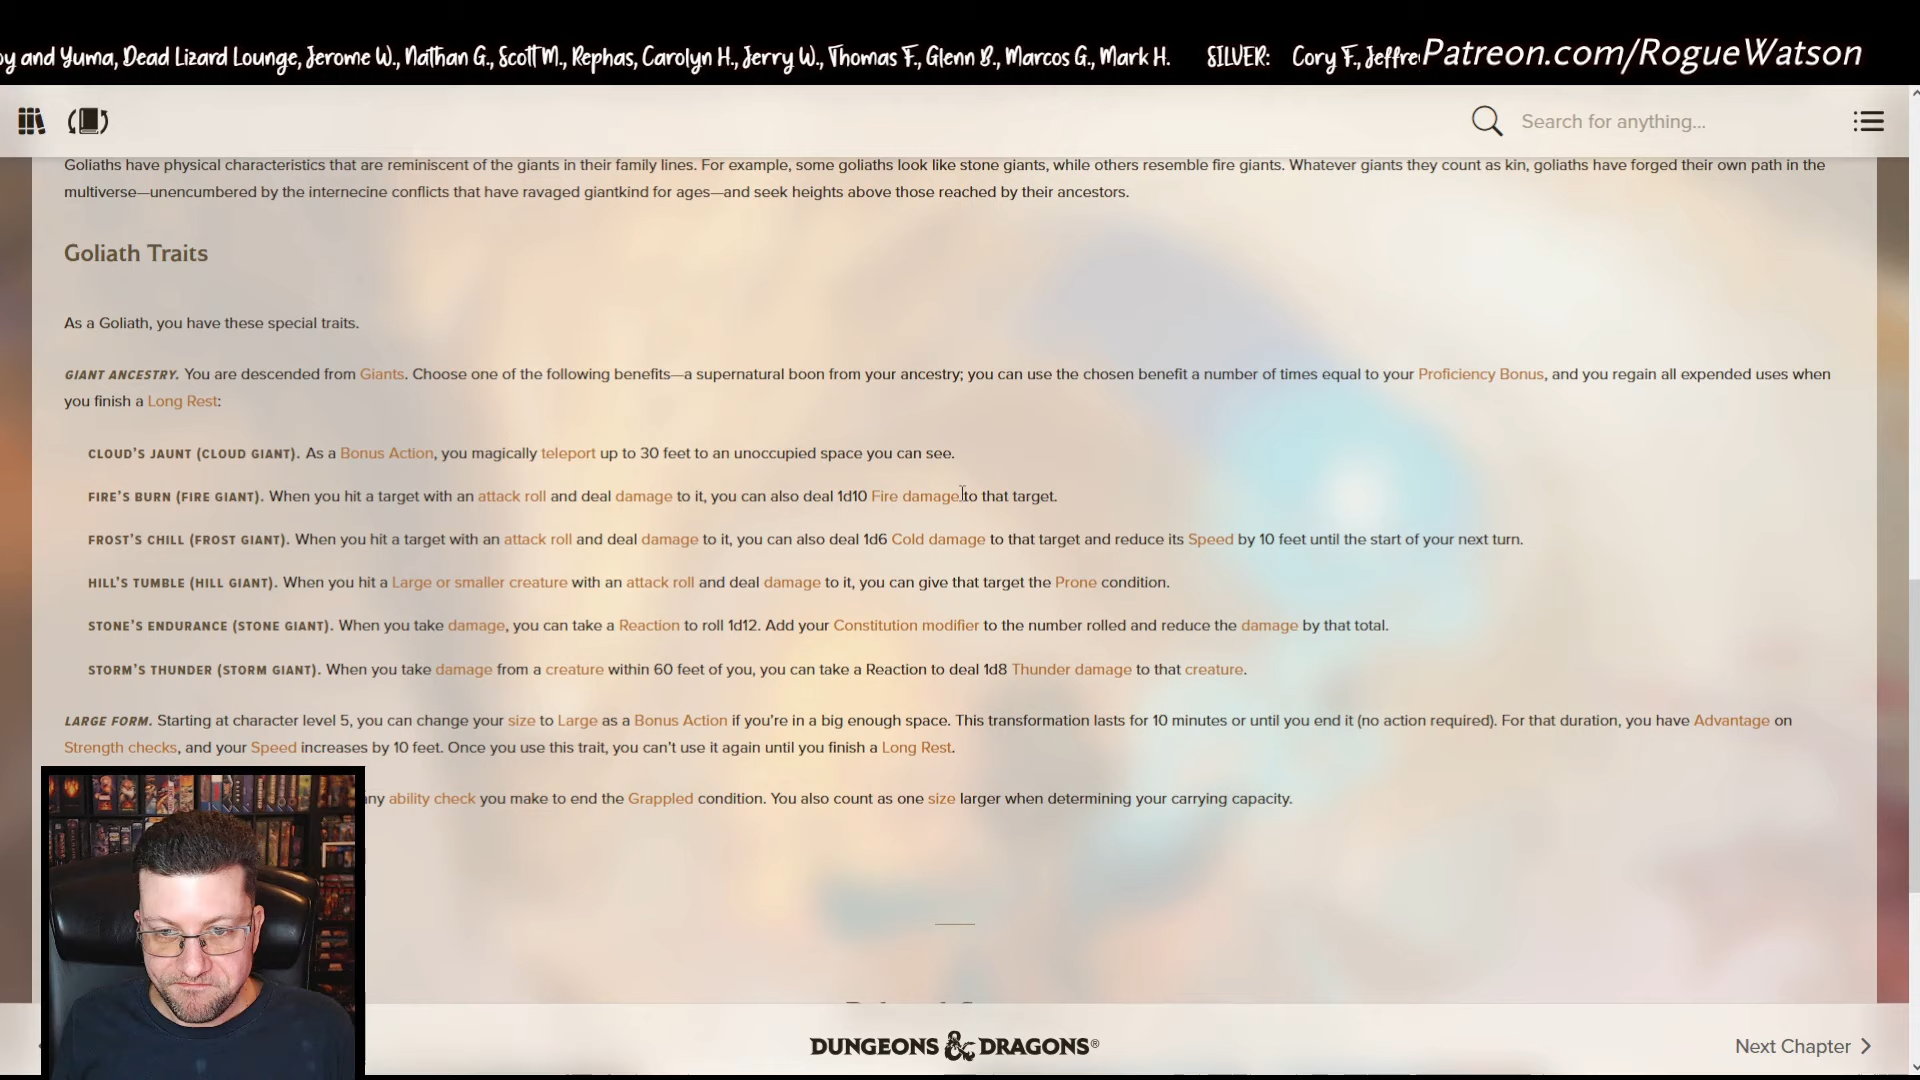 oy and Yuma, Dead Lizard Lounge, Jerome W., Nathan G., Scott M., Rephas, Carolyn H., Jerry W., Thomas F., Glenn B., Marcos G., Mark H. SILVER: Cory F., Jeffre Patreon.com/RogueWatson
Search for anything...
Goliaths have physical characteristics that are reminiscent of the giants in their family lines. For example, some goliaths look like stone giants, while others resemble fire giants. Whatever giants they count as kin, goliaths have forged their own path in the
multiverse—unencumbered by the internecine conflicts that have ravaged giantkind for ages—and seek heights above those reached by their ancestors.
Goliath Traits
As a Goliath, you have these special traits.
GIANT ANCESTRY. You are descended from Giants. Choose one of the following benefits—a supernatural boon from your ancestry; you can use the chosen benefit a number of times equal to your Proficiency Bonus, and you regain all expended uses when
you finish a Long Rest:
CLOUD'S JAUNT (CLOUD GIANT). As a Bonus Action, you magically teleport up to 30 feet to an unoccupied space you can see.
FIRE'S BURN (FIRE GIANT). When you hit a target with an attack roll and deal damage to it, you can also deal 1d10 Fire damage to that target.
FROST'S CHILL (FROST GIANT). When you hit a target with an attack roll and deal damage to it, you can also deal 1d6 Cold damage to that target and reduce its Speed by 10 feet until the start of your next turn.
HILL'S TUMBLE (HILL GIANT). When you hit a Large or smaller creature with an attack roll and deal damage to it, you can give that target the Prone condition.
STONE'S ENDURANCE (STONE GIANT). When you take damage, you can take a Reaction to roll 1d12. Add your Constitution modifier to the number rolled and reduce the damage by that total.
STORM'S THUNDER (STORM GIANT). When you take damage from a creature within 60 feet of you, you can take a Reaction to deal 1d8 Thunder damage to that creature.
LARGE FORM. Starting at character level 5, you can change your size to Large as a Bonus Action if you're in a big enough space. This transformation lasts for 10 minutes or until you end it (no action required). For that duration, you have Advantage on
Strength checks, and your Speed increases by 10 feet. Once you use this trait, you can't use it again until you finish a Long Rest.
ny ability check you make to end the Grappled condition. You also count as one size larger when determining your carrying capacity.
DUNGEONS & DRAGONS®
Next Chapter